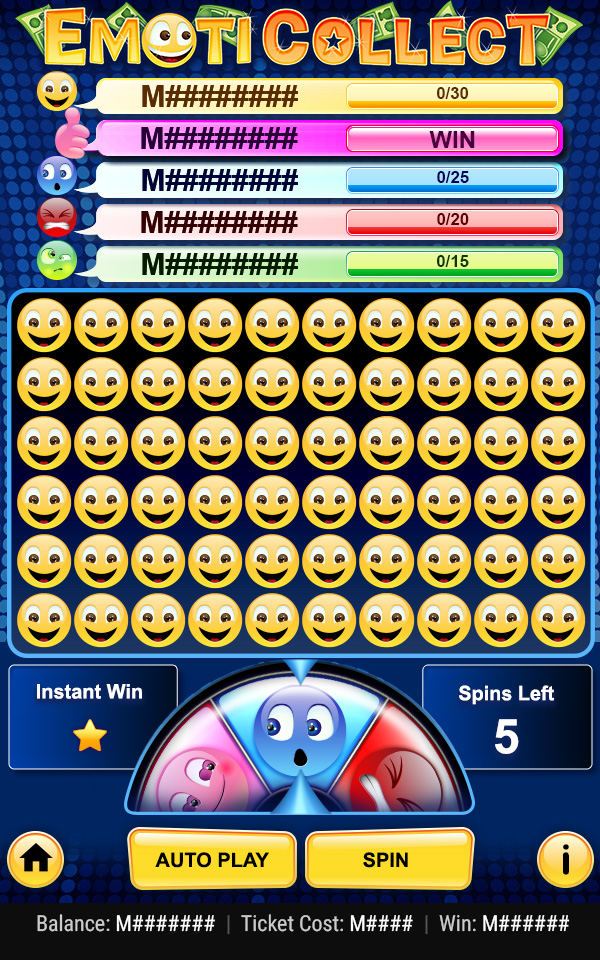 EMOTICOLLECT
M######## 0/30
M######## WIN
M######## 0/25
M######## 0/20
M######## 0/15
Instant Win
Spins Left
5
AUTO PLAY
SPIN
i
Balance: M####### | Ticket Cost: M#### | Win: M######